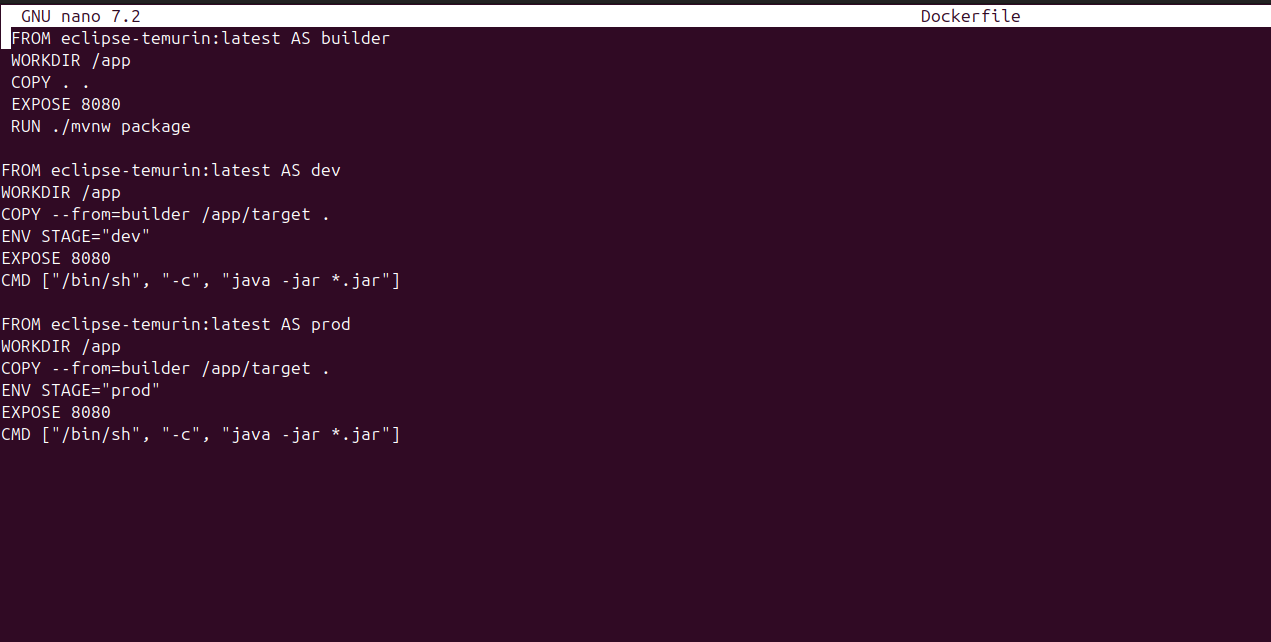 GNU nano 7.2 Dockerfile
FROM eclipse-temurin:latest AS builder
WORKDIR /app
COPY . .
EXPOSE 8080
RUN ./mvnw package
FROM eclipse-temurin:latest AS dev
WORKDIR /app
COPY --from=builder /app/target .
ENV STAGE="dev"
EXPOSE 8080
CMD ["/bin/sh", "-c", "java -jar *.jar"]
FROM eclipse-temurin:latest AS prod
WORKDIR /app
COPY --from=builder /app/target .
ENV STAGE="prod"
EXPOSE 8080
CMD ["/bin/sh", "-c", "java -jar *.jar"]